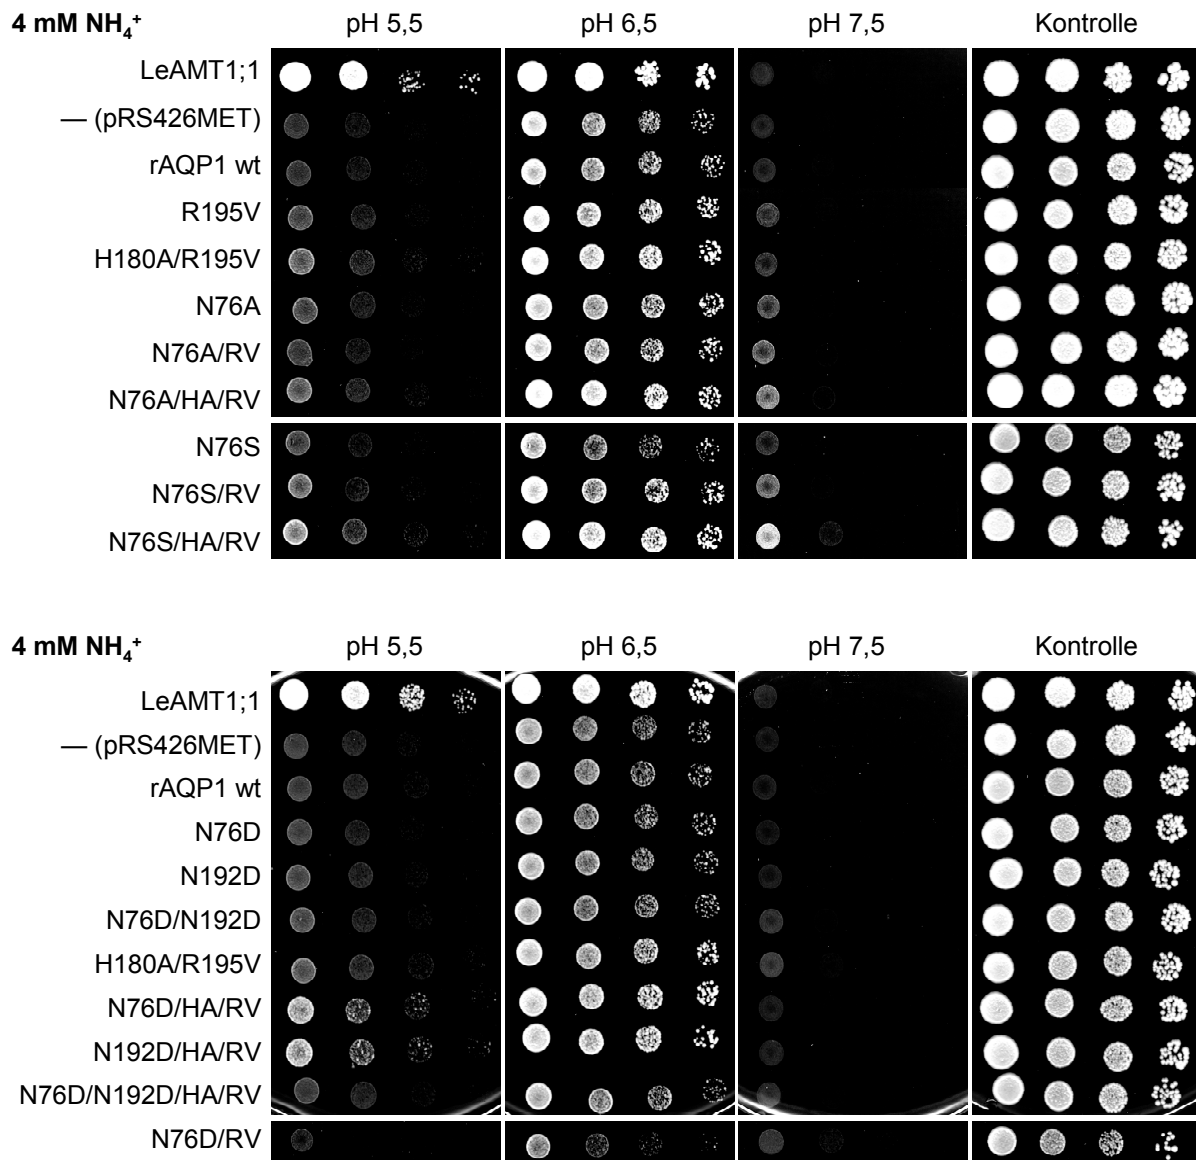 4 mM NH₄⁺ pH 5,5 pH 6,5 pH 7,5 Kontrolle
LeAMT1;1
— (pRS426MET)
rAQP1 wt
R195V
H180A/R195V
N76A
N76A/RV
N76A/HA/RV
N76S
N76S/RV
N76S/HA/RV
4 mM NH₄⁺ pH 5,5 pH 6,5 pH 7,5 Kontrolle
LeAMT1;1
— (pRS426MET)
rAQP1 wt
N76D
N192D
N76D/N192D
H180A/R195V
N76D/HA/RV
N192D/HA/RV
N76D/N192D/HA/RV
N76D/RV